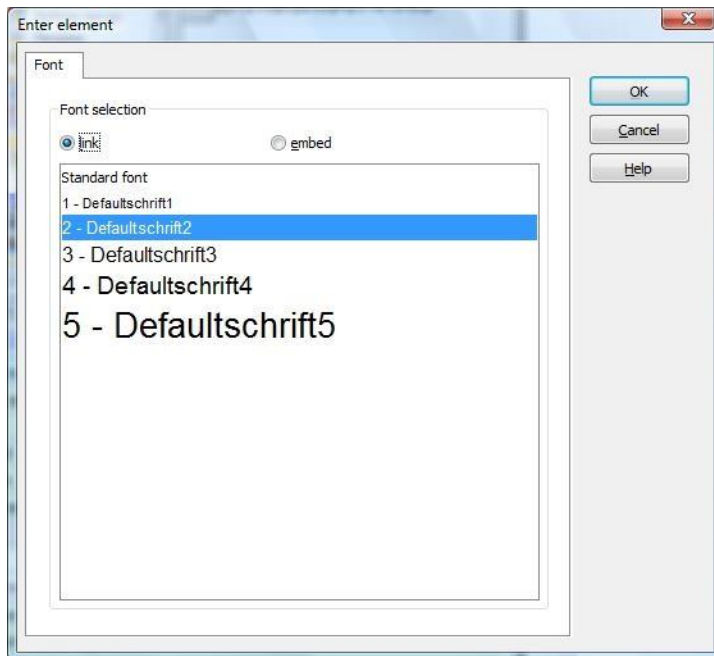 Enter element
X
Font
Font selection
link
embed
Standard font
1 - Defaultschrift1
2 - Defaultschrift2
3 - Defaultschrift3
4 - Defaultschrift4
5 - Defaultschrift5
OK
Cancel
Help